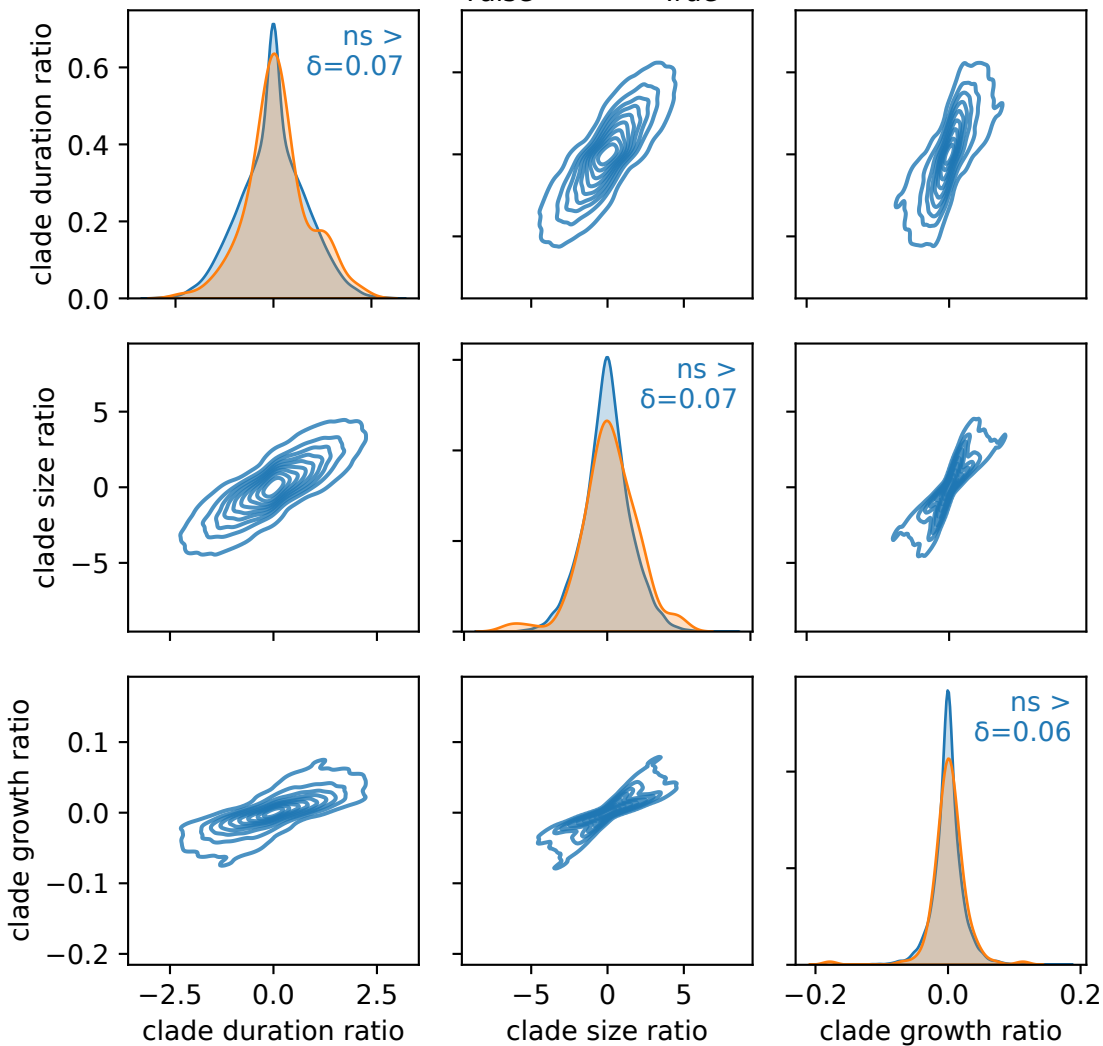 clade duration ratio
0.6
0.4
0.2
0.0
ns >
δ=0.07
clade size ratio
5
0
−5
ns >
δ=0.07
clade growth ratio
0.1
0.0
−0.1
−0.2
ns >
δ=0.06
−2.5 0.0 2.5
−5 0 5
−0.2 0.0 0.2
clade duration ratio
clade size ratio
clade growth ratio